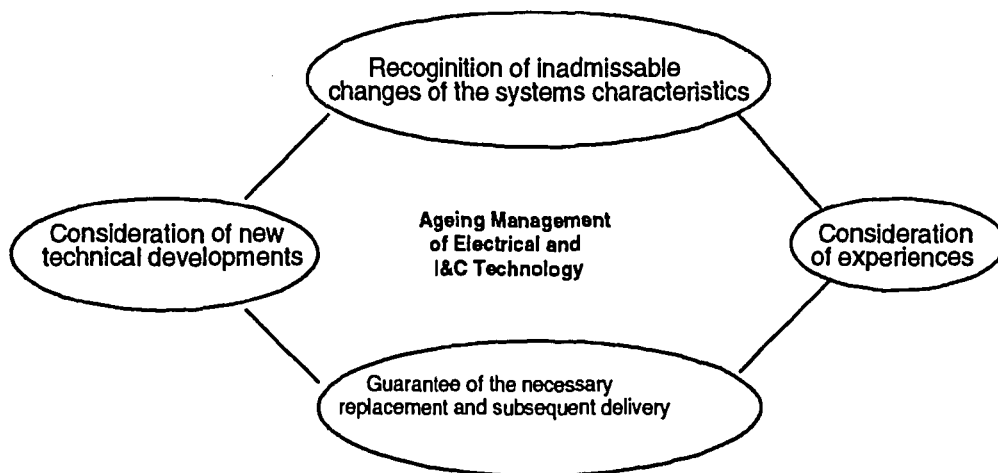 Recoginition of inadmissable
changes of the systems characteristics
Consideration of new
technical developments
Ageing Management
of Electrical and
I&C Technology
Consideration
of experiences
Guarantee of the necessary
replacement and subsequent delivery